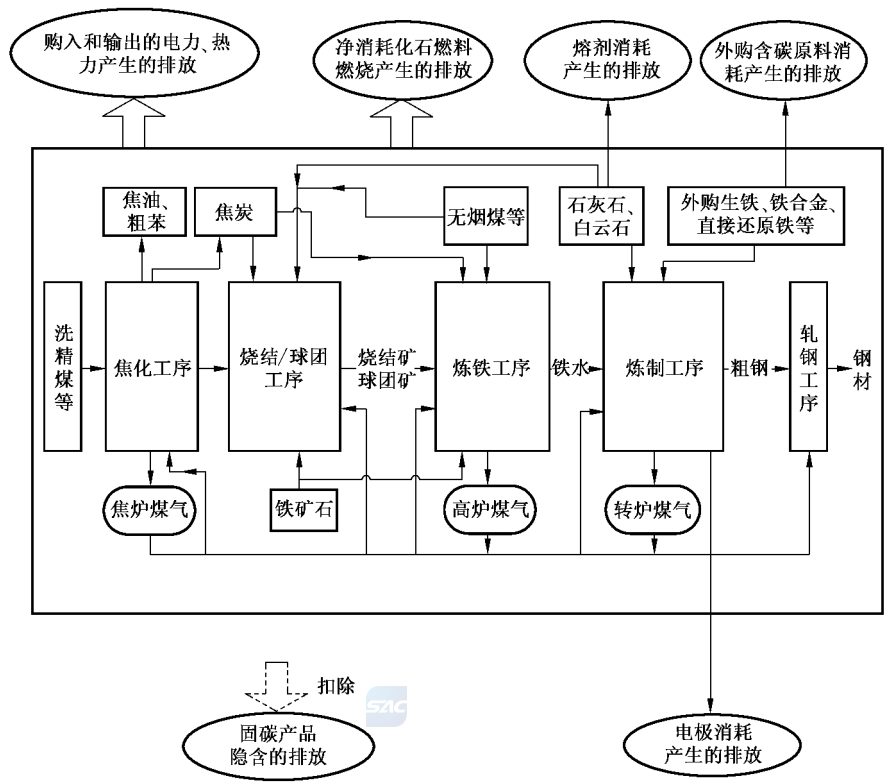 购入和输出的电力、热
力产生的排放
净消耗化石燃料
燃烧产生的排放
熔剂消耗
产生的排放
外购含碳原料消
耗产生的排放
焦油、
粗苯
焦炭
无烟煤等
石灰石、
白云石
外购生铁、铁合金、
直接还原铁等
洗精煤等
焦化工序
烧结/球团
工序
烧结矿
球团矿
炼铁工序
铁水
炼制工序
粗钢
轧钢工序
钢材
焦炉煤气
铁矿石
高炉煤气
转炉煤气
扣除
SAC
固碳产品
隐含的排放
电极消耗
产生的排放